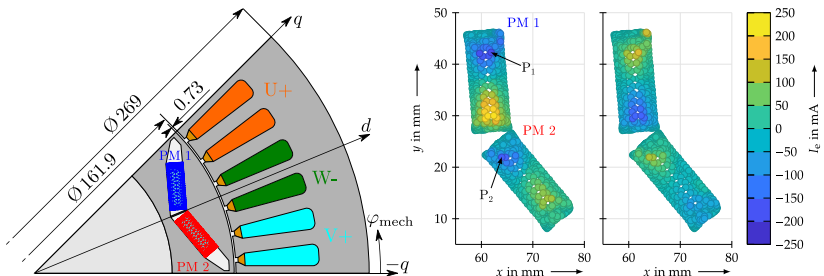 q
Ø 269
0.73
Ø 161.9
U+
d
PM 1
W-
V+
PM 2
φmech
-q
PM 1
P1
PM 2
P2
50
40
30
20
10
y in mm
60
70
80
x in mm
60
70
80
x in mm
250
200
150
100
50
0
−50
−100
−150
−200
−250
Ie in mA